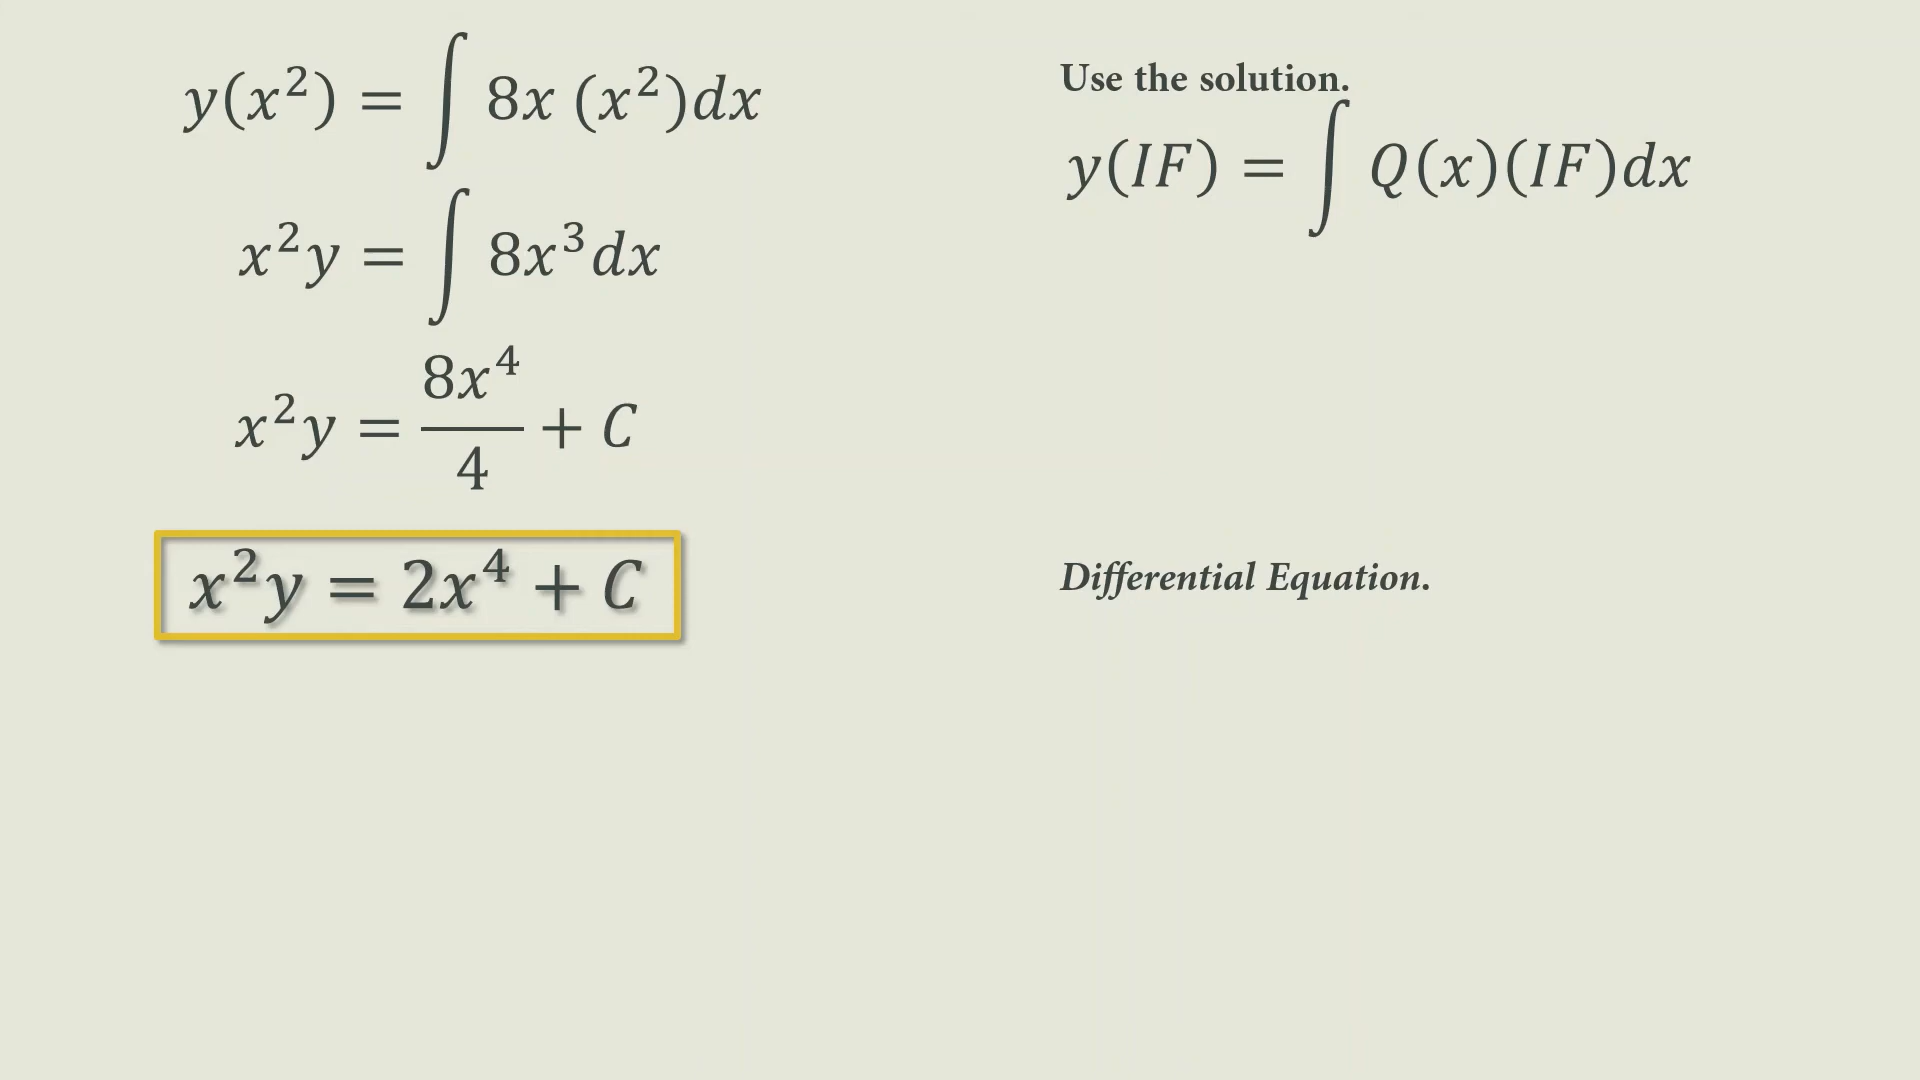 y(x²) = ∫ 8x (x²)dx
x²y = ∫ 8x³dx
x²y = 8x⁴/4 + C
x²y = 2x⁴ + C
Use the solution.
y(IF) = ∫ Q(x)(IF)dx
Differential Equation.